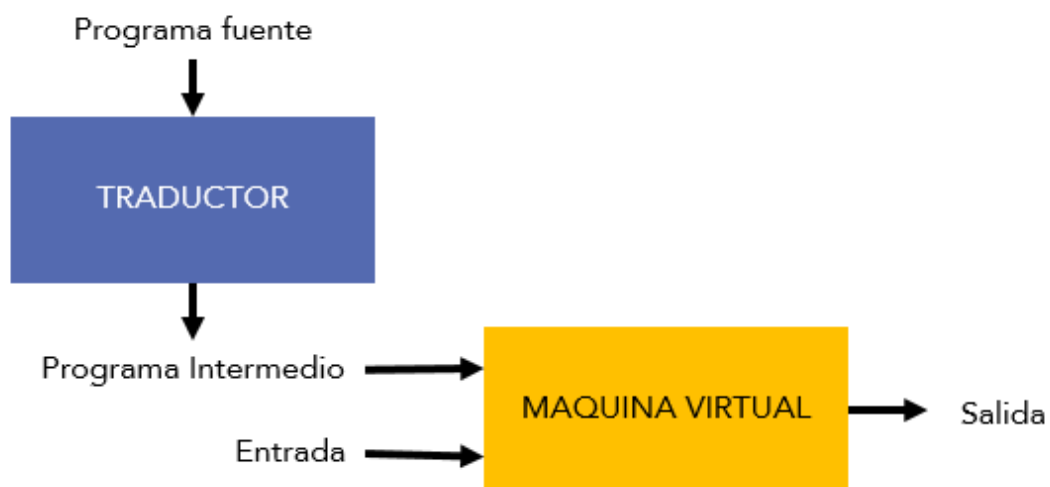 Programa fuente
TRADUCTOR
Programa Intermedio
MAQUINA VIRTUAL
Salida
Entrada